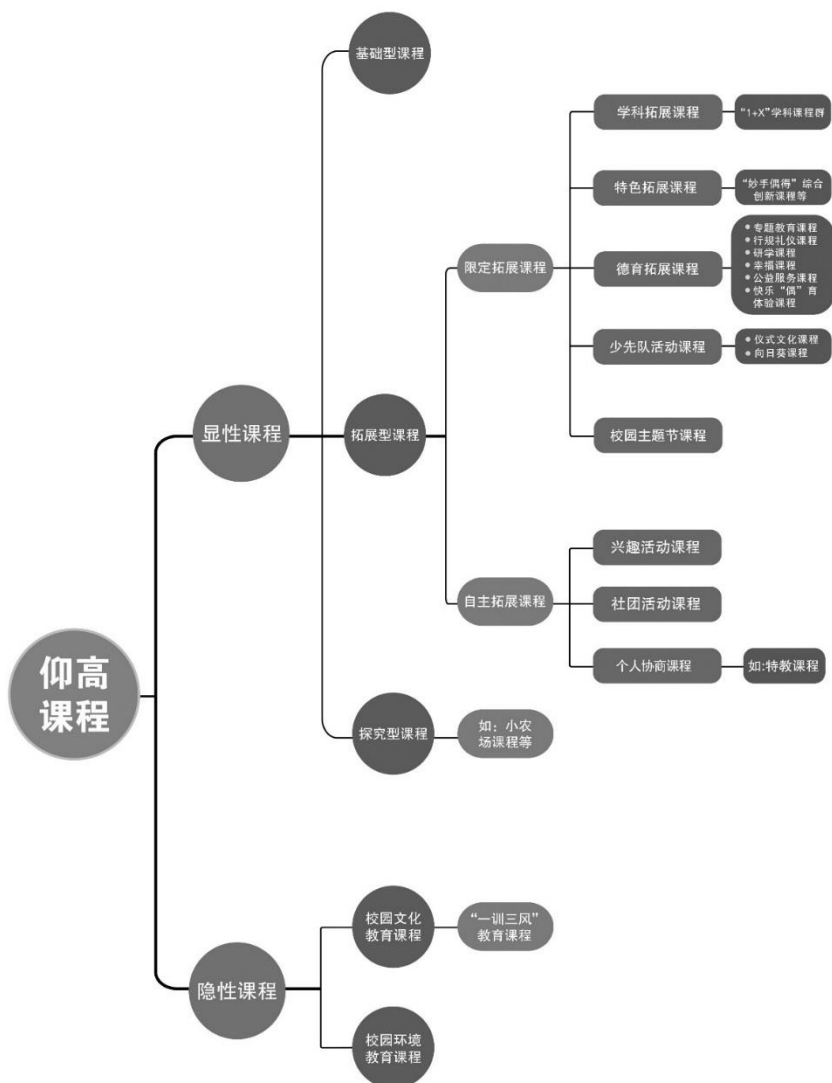 基础型课程
学科拓展课程
“1+X”学科课程群
特色拓展课程
“妙手偶得”综合
创新课程等
限定拓展课程
德育拓展课程
专题教育课程
行规礼仪课程
研学课程
幸福课程
公益服务课程
快乐“偶”育
体验课程
少先队活动课程
仪式文化课程
向日葵课程
显性课程
拓展型课程
校园主题节课程
兴趣活动课程
自主拓展课程
社团活动课程
个人协商课程
如:特教课程
仰高
课程
探究型课程
如：小农
场课程等
校园文化
教育课程
“一训三风”
教育课程
隐性课程
校园环境
教育课程